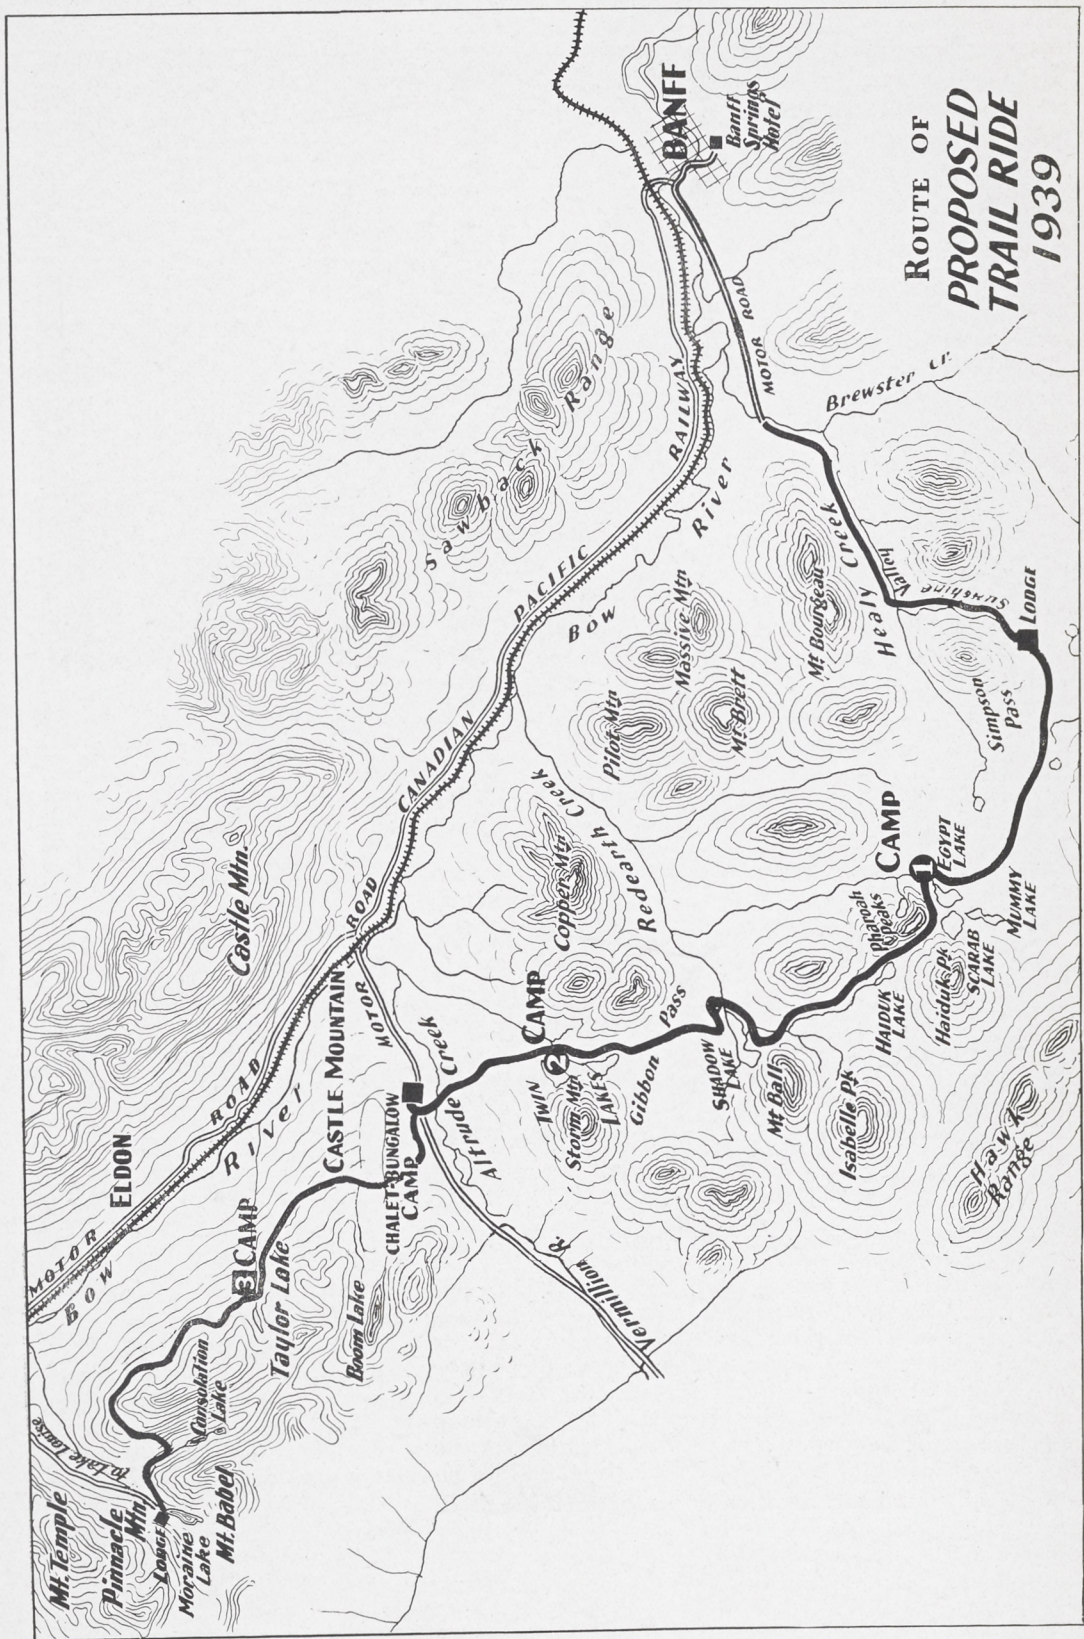 ROUTE OF
PROPOSED
TRAIL RIDE
1939
Mt. Temple
Pinnacle
Mtn.
LODGE
Moraine
Lake
Mt. Babel
to Lake Louise
Consolation
Lake
MOTOR ROAD
BOW River
ELDON
3 CAMP
Taylor Lake
Boom Lake
CASTLE MOUNTAIN
CHALET-BUNGALOW
CAMP
MOTOR ROAD
Altrude Creek
Vermillion R.
Castle Mtn.
CANADIAN PACIFIC RAILWAY
Sawback Range
Bow River
CAMP
2
TWIN
LAKES
Storm Mtn
Gibbon Pass
Copper Mtn
Redearth Creek
Pilot Mtn
Massive Mtn
Mt. Brett
Mt. Bourgeau
SHADOW
LAKE
Mt Ball
Isabelle Pk
Hawk
Range
HAIDUK
LAKE
Haiduk Pk
SCARAB
LAKE
MUMMY
LAKE
Pharoah
Peaks
CAMP
1
EGYPT
LAKE
Simpson
Pass
LODGE
Sunshine Valley
Healy Creek
Brewster Cr.
MOTOR ROAD
BANFF
Banff
Springs
Hotel